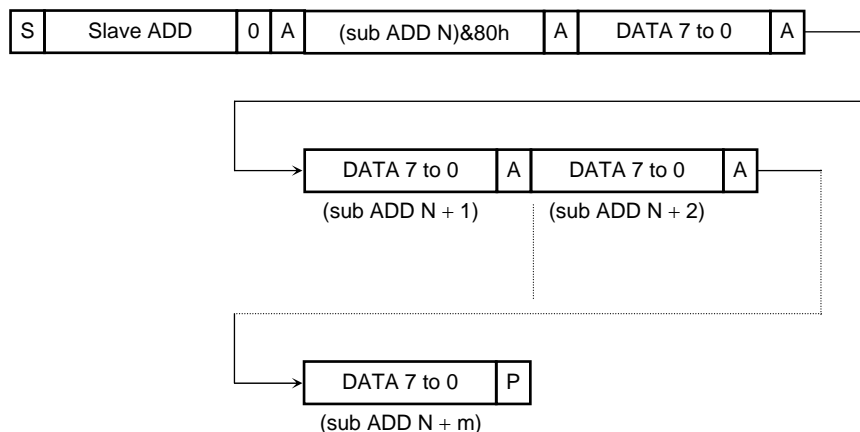 S Slave ADD 0 A (sub ADD N)&80h A DATA 7 to 0 A
DATA 7 to 0 A DATA 7 to 0 A
(sub ADD N + 1) (sub ADD N + 2)
DATA 7 to 0 P
(sub ADD N + m)